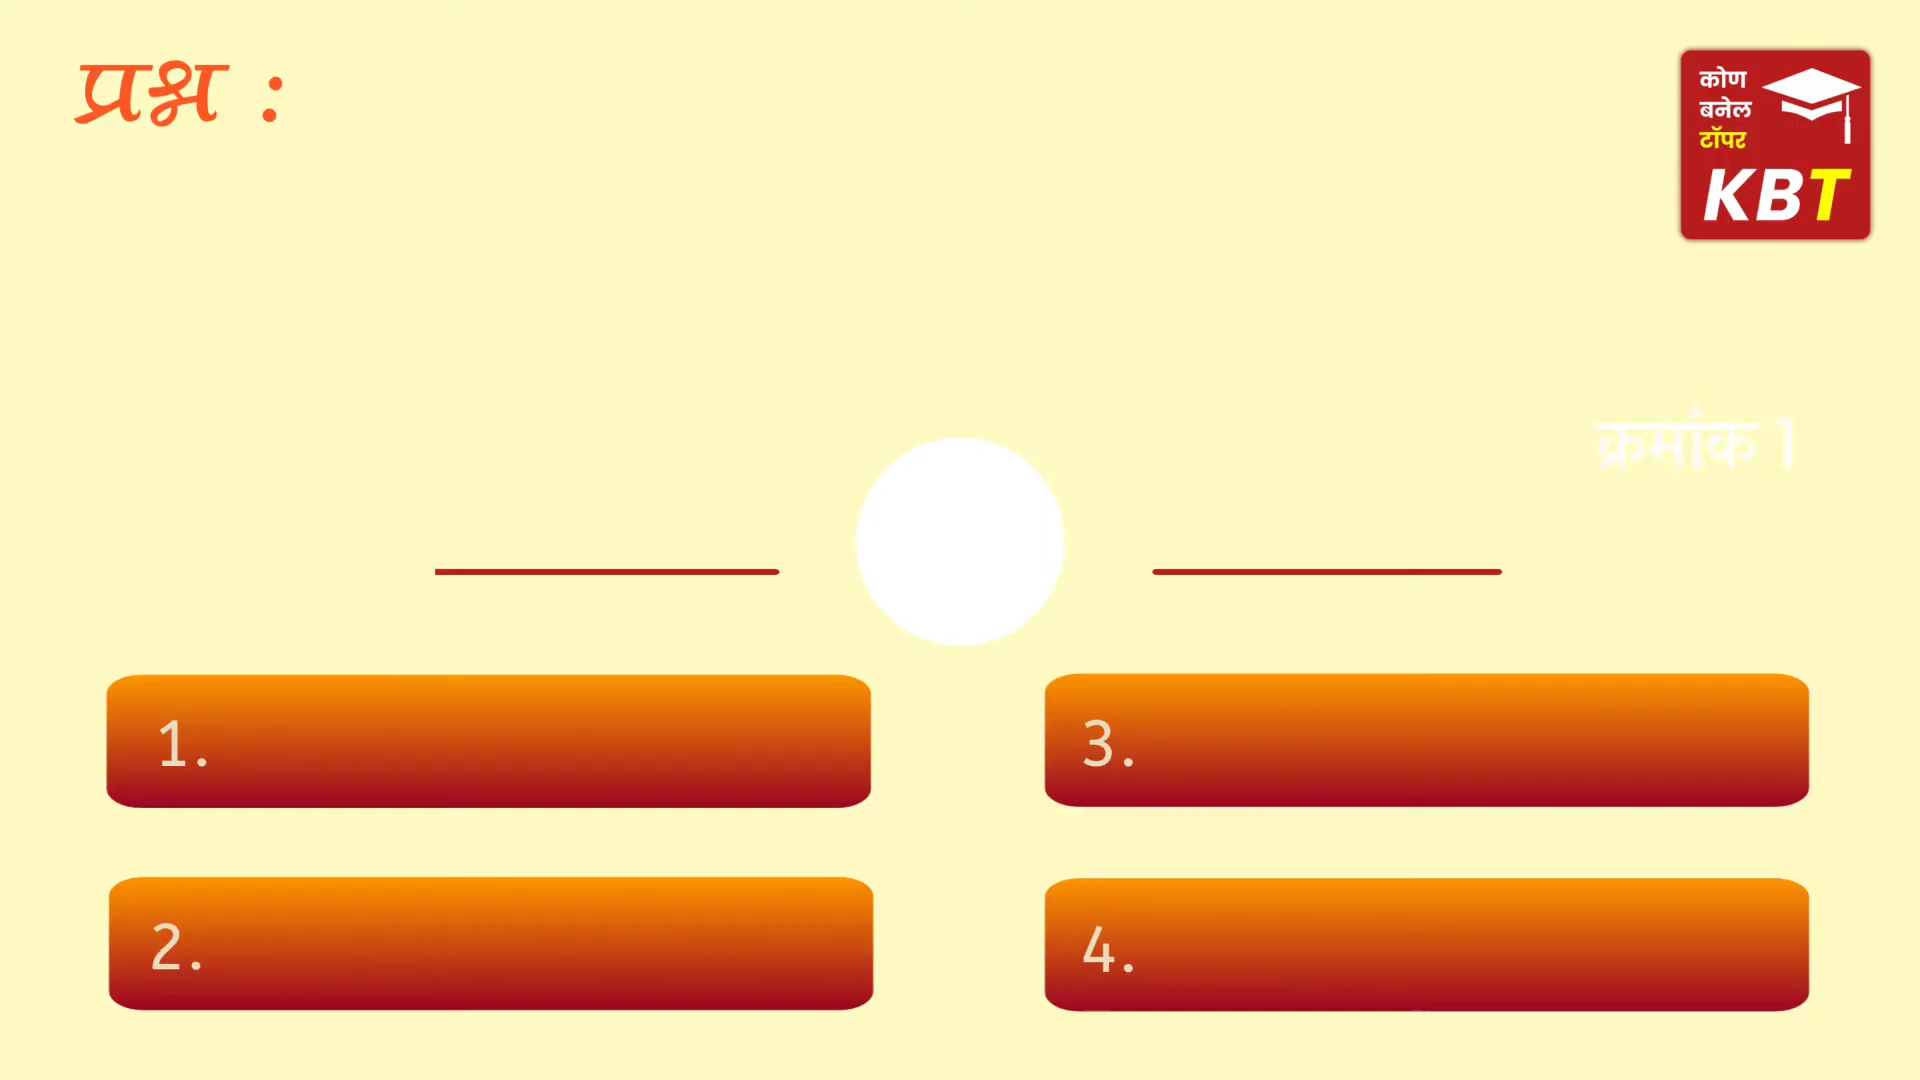 प्रश्न :
कोण
बनेल
टॉपर
KBT
क्रमांक 1
1.
3.
2.
4.